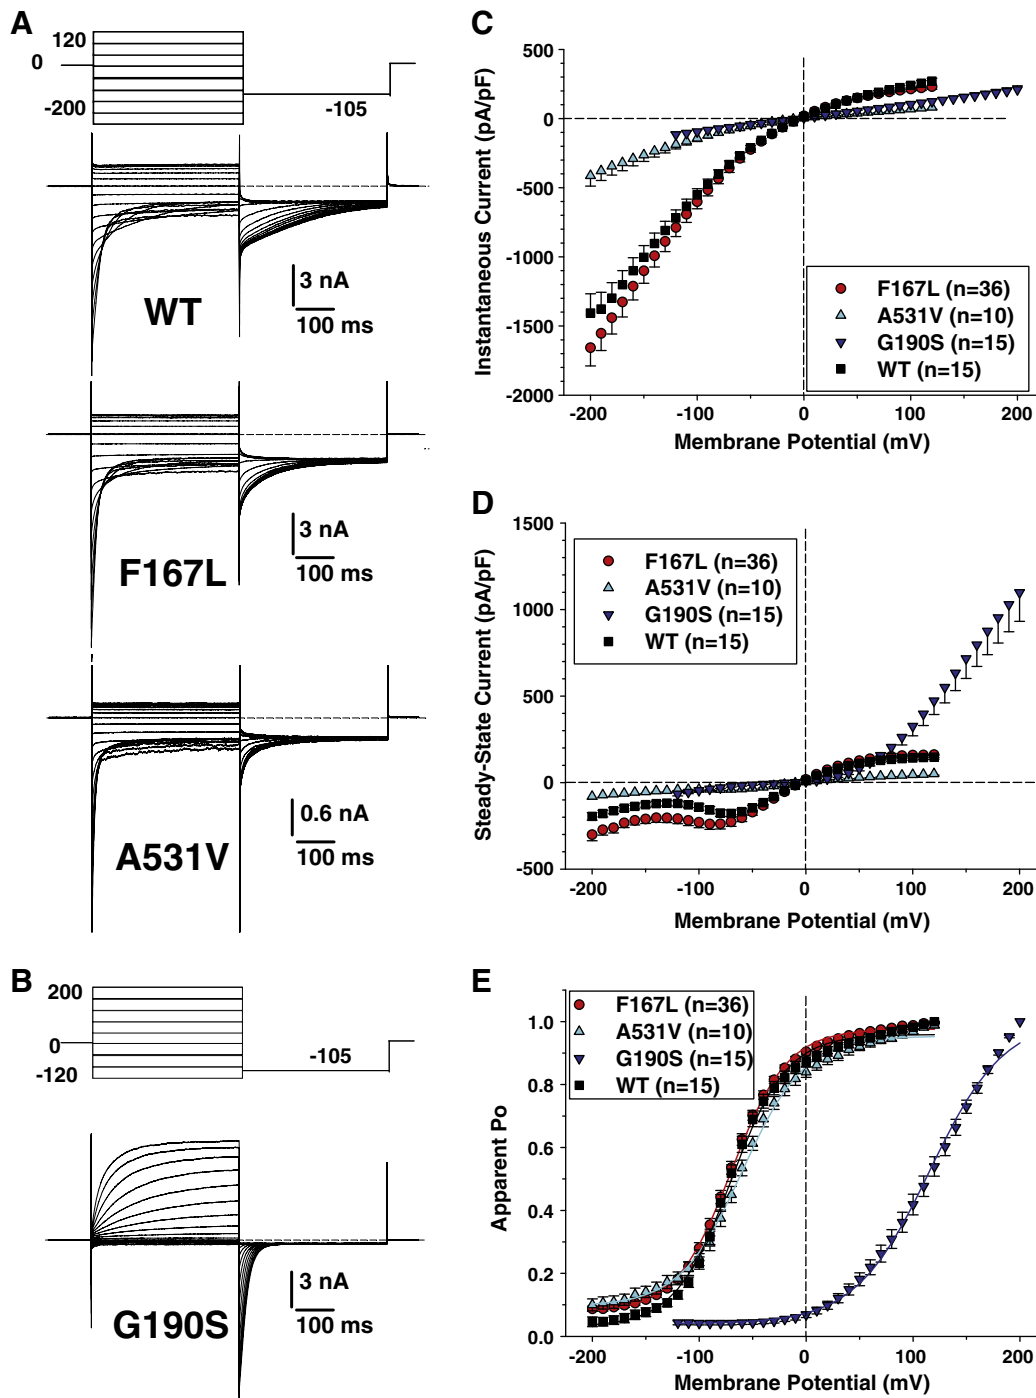 A
120
0
-200
-105
WT
3 nA
100 ms
F167L
3 nA
100 ms
A531V
0.6 nA
100 ms
B
200
0
-120
-105
G190S
3 nA
100 ms
C
Instantaneous Current (pA/pF)
500
0
-500
-1000
-1500
-2000
F167L (n=36)
A531V (n=10)
G190S (n=15)
WT (n=15)
-200
-100
0
100
200
Membrane Potential (mV)
D
Steady-State Current (pA/pF)
1500
1000
500
0
-500
F167L (n=36)
A531V (n=10)
G190S (n=15)
WT (n=15)
-200
-100
0
100
200
Membrane Potential (mV)
E
Apparent Po
1.0
0.8
0.6
0.4
0.2
0.0
F167L (n=36)
A531V (n=10)
G190S (n=15)
WT (n=15)
-200
-100
0
100
200
Membrane Potential (mV)